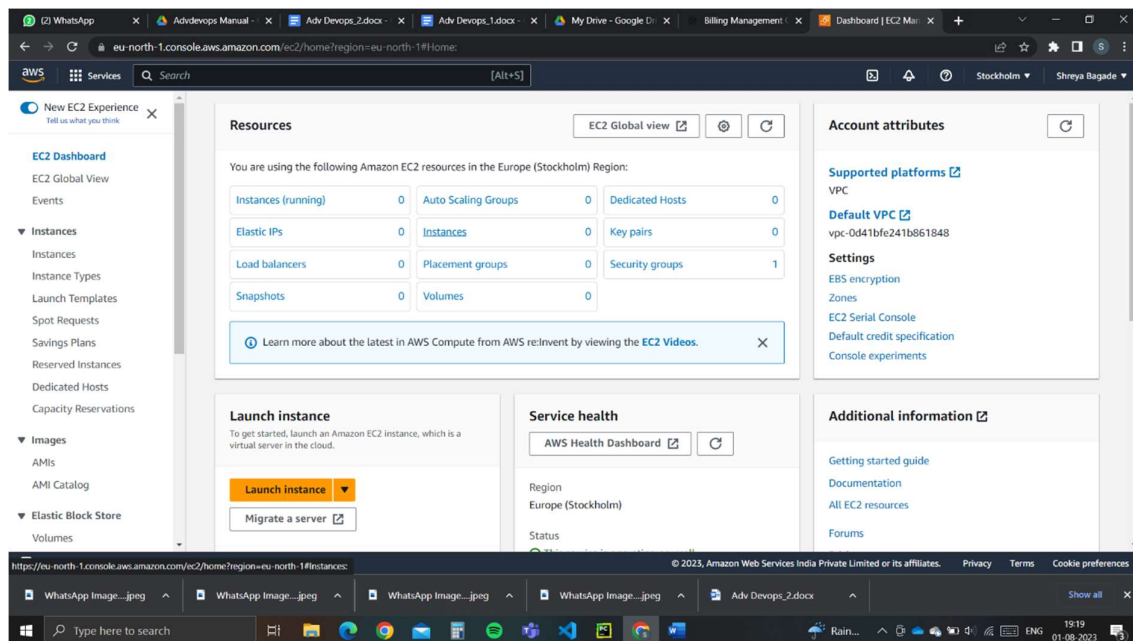 (2) WhatsApp
Advdevops Manual -
Adv Devops_2.docx -
Adv Devops_1.docx -
My Drive - Google Dri
Billing Management C
Dashboard | EC2 Man
eu-north-1.console.aws.amazon.com/ec2/home?region=eu-north-1#Home:
S
aws
Services
Search
[Alt+S]
Stockholm
Shreya Bagade
New EC2 Experience
Tell us what you think
EC2 Dashboard
EC2 Global View
Events
Instances
Instances
Instance Types
Launch Templates
Spot Requests
Savings Plans
Reserved Instances
Dedicated Hosts
Capacity Reservations
Images
AMIs
AMI Catalog
Elastic Block Store
Volumes
Resources
EC2 Global view
You are using the following Amazon EC2 resources in the Europe (Stockholm) Region:
Instances (running) 0
Auto Scaling Groups 0
Dedicated Hosts 0
Elastic IPs 0
Instances 0
Key pairs 0
Load balancers 0
Placement groups 0
Security groups 1
Snapshots 0
Volumes 0
Learn more about the latest in AWS Compute from AWS re:Invent by viewing the EC2 Videos.
Account attributes
Supported platforms
VPC
Default VPC
vpc-0d41bfe241b861848
Settings
EBS encryption
Zones
EC2 Serial Console
Default credit specification
Console experiments
Launch instance
To get started, launch an Amazon EC2 instance, which is a
virtual server in the cloud.
Launch instance
Migrate a server
Service health
AWS Health Dashboard
Region
Europe (Stockholm)
Status
Additional information
Getting started guide
Documentation
All EC2 resources
Forums
https://eu-north-1.console.aws.amazon.com/ec2/home?region=eu-north-1#Instances:
© 2023, Amazon Web Services India Private Limited or its affiliates.
Privacy
Terms
Cookie preferences
WhatsApp Image....jpeg
WhatsApp Image....jpeg
WhatsApp Image....jpeg
WhatsApp Image....jpeg
Adv Devops_2.docx
Show all
Type here to search
Rain...
ENG
19:19
01-08-2023